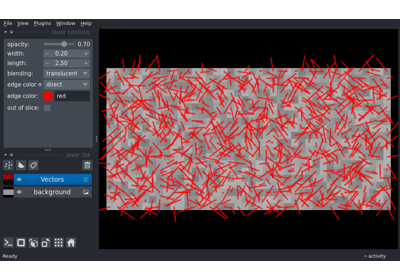 File View Plugins Window Help
layer controls
opacity: 0.70
width: 0.20
length: 2.50
blending: translucent
edge color m direct
edge color: red
out of slice:
layer list
Vectors
background
Ready
activity